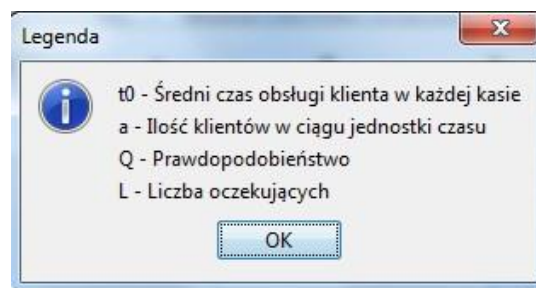 Legenda
t0 - Średni czas obsługi klienta w każdej kasie
a - Ilość klientów w ciągu jednostki czasu
Q - Prawdopodobieństwo
L - Liczba oczekujących
OK